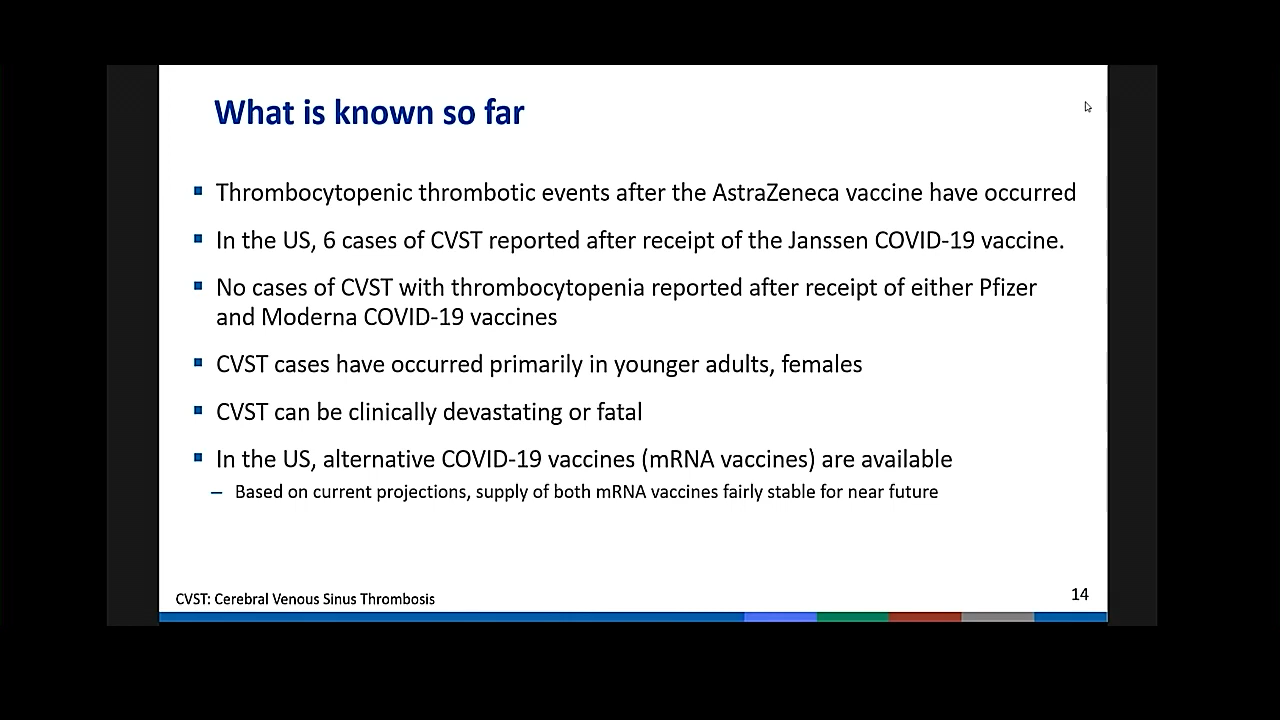 What is known so far
Thrombocytopenic thrombotic events after the AstraZeneca vaccine have occurred
In the US, 6 cases of CVST reported after receipt of the Janssen COVID-19 vaccine.
No cases of CVST with thrombocytopenia reported after receipt of either Pfizer
and Moderna COVID-19 vaccines
CVST cases have occurred primarily in younger adults, females
CVST can be clinically devastating or fatal
In the US, alternative COVID-19 vaccines (mRNA vaccines) are available
– Based on current projections, supply of both mRNA vaccines fairly stable for near future
CVST: Cerebral Venous Sinus Thrombosis
14